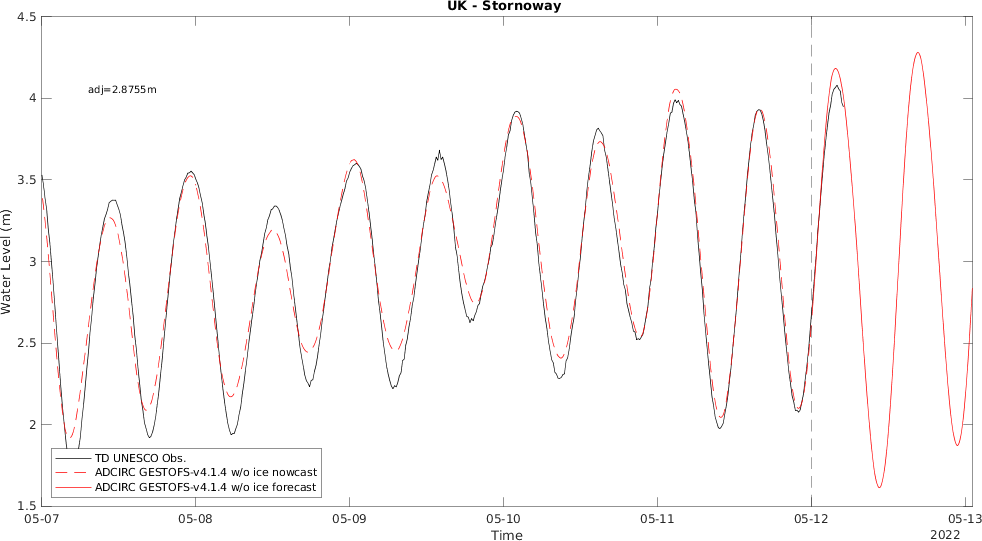 UK - Stornoway
4.5
4
3.5
3
2.5
2
1.5
Water Level (m)
adj=2.8755m
TD UNESCO Obs.
ADCIRC GESTOFS-v4.1.4 w/o ice nowcast
ADCIRC GESTOFS-v4.1.4 w/o ice forecast
05-07 05-08 05-09 05-10 05-11 05-12 05-13
Time
2022